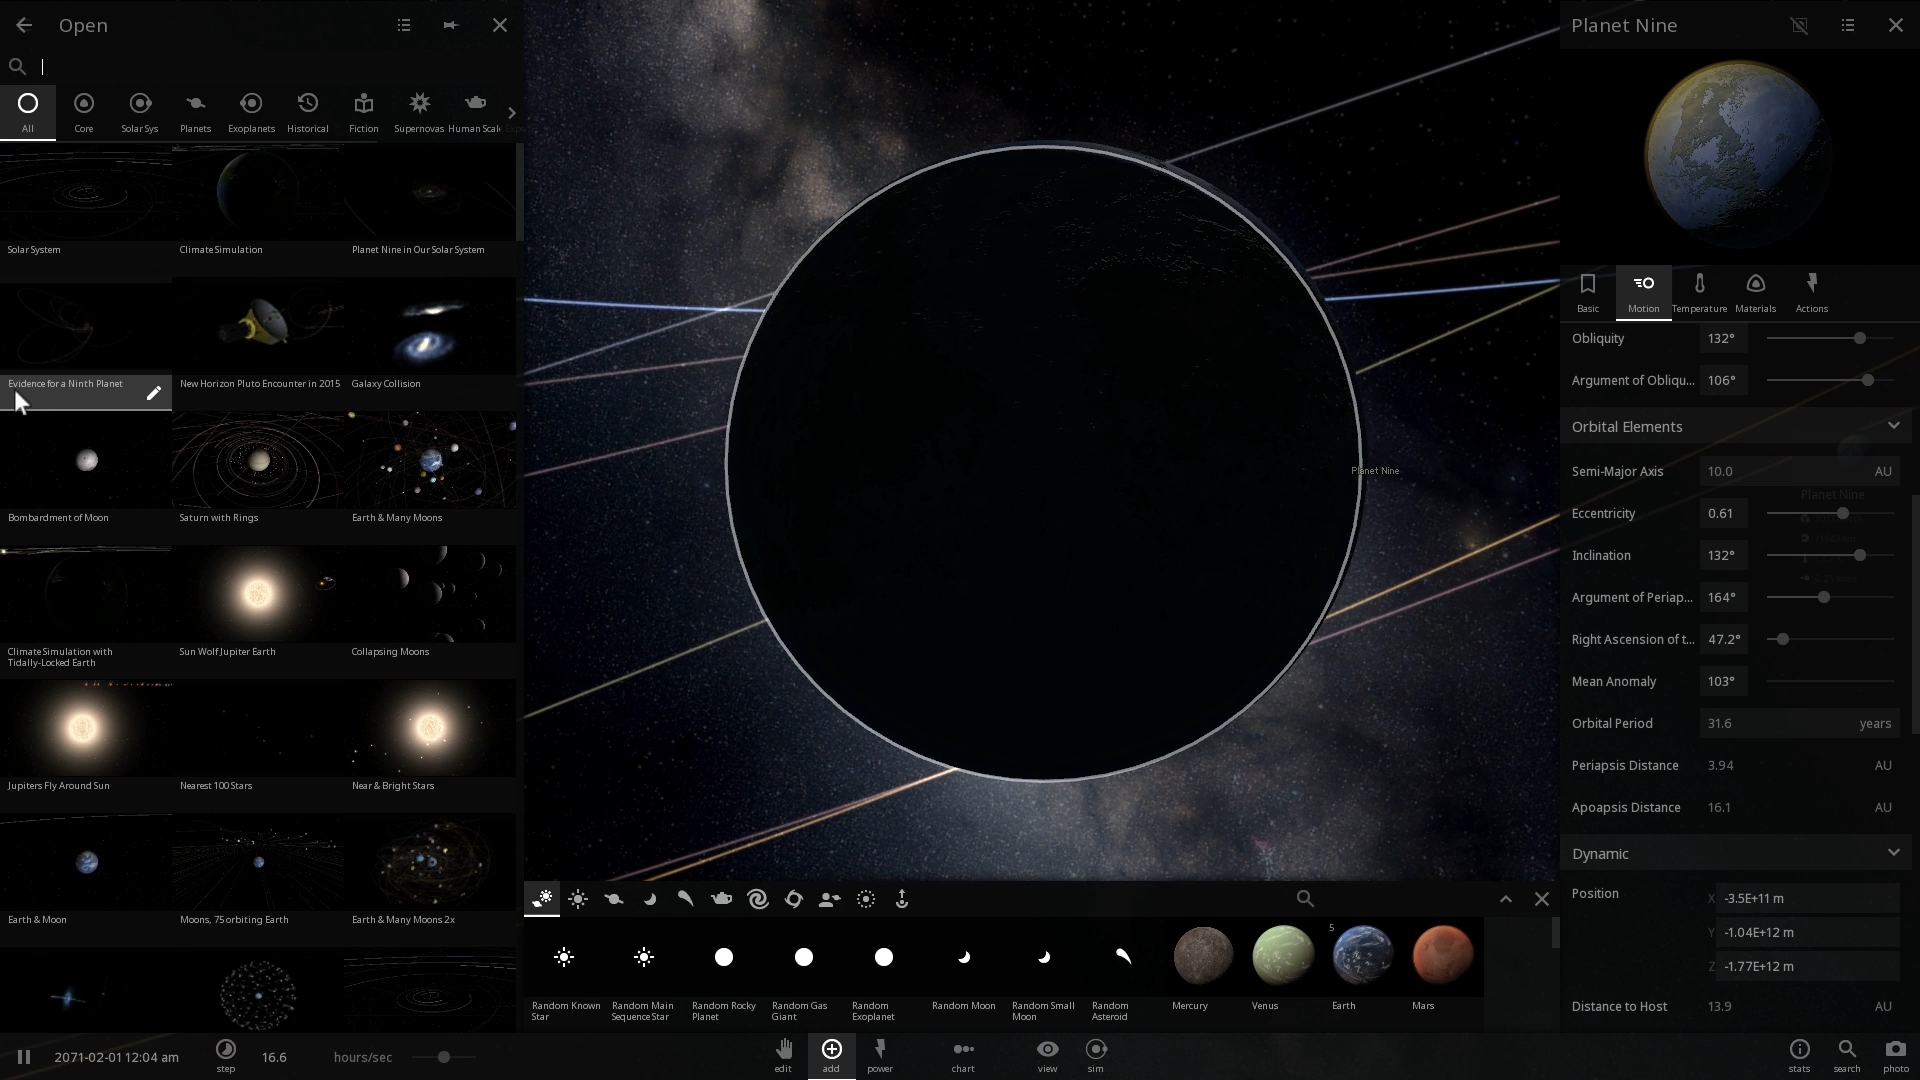 Open
All
Core
Solar Sys
Planets
Exoplanets
Historical
Fiction
Supernovas
Human Scale
Solar System
Climate Simulation
Planet Nine in Our Solar System
Evidence for a Ninth Planet
New Horizon Pluto Encounter in 2015
Galaxy Collision
Bombardment of Moon
Saturn with Rings
Earth & Many Moons
Climate Simulation with
Tidally-Locked Earth
Sun Wolf Jupiter Earth
Collapsing Moons
Jupiters Fly Around Sun
Nearest 100 Stars
Near & Bright Stars
Earth & Moon
Moons, 75 orbiting Earth
Earth & Many Moons 2x
Planet Nine
Random Known
Star
Random Main
Sequence Star
Random Rocky
Planet
Random Gas
Giant
Random
Exoplanet
Random Moon
Random Small
Moon
Random
Asteroid
Mercury
Venus
5
Earth
Mars
Planet Nine
Basic
Motion
Temperature
Materials
Actions
Obliquity 132°
Argument of Obliqu... 106°
Orbital Elements
Semi-Major Axis 10.0 AU
Planet Nine
Eccentricity 0.61
Inclination 132°
Argument of Periap... 164°
Right Ascension of t... 47.2°
Mean Anomaly 103°
Orbital Period 31.6 years
Periapsis Distance 3.94 AU
Apoapsis Distance 16.1 AU
Dynamic
Position X -3.5E+11 m
Y -1.04E+12 m
Z -1.77E+12 m
Distance to Host 13.9 AU
2071-02-01 12:04 am
step
16.6 hours/sec
edit
add
power
chart
view
sim
stats
search
photo